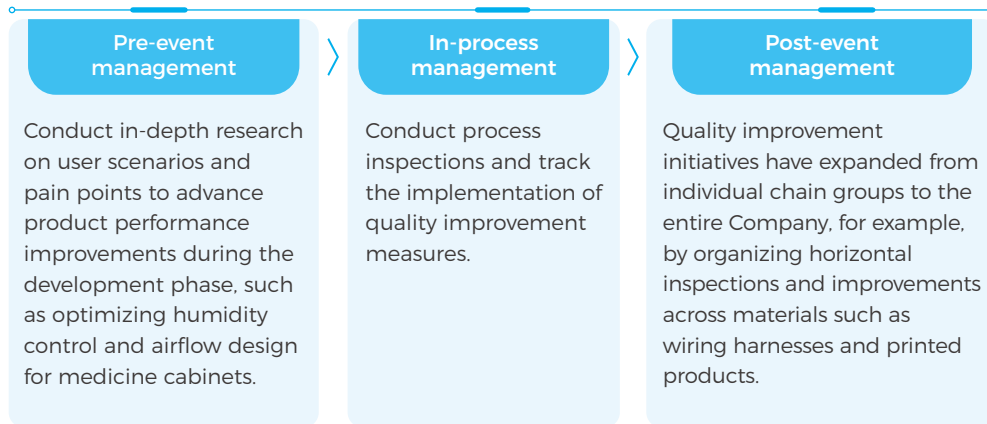 Pre-event
management
Conduct in-depth research
on user scenarios and
pain points to advance
product performance
improvements during the
development phase, such
as optimizing humidity
control and airflow design
for medicine cabinets.
In-process
management
Conduct process
inspections and track
the implementation of
quality improvement
measures.
Post-event
management
Quality improvement
initiatives have expanded from
individual chain groups to the
entire Company, for example,
by organizing horizontal
inspections and improvements
across materials such as
wiring harnesses and printed
products.